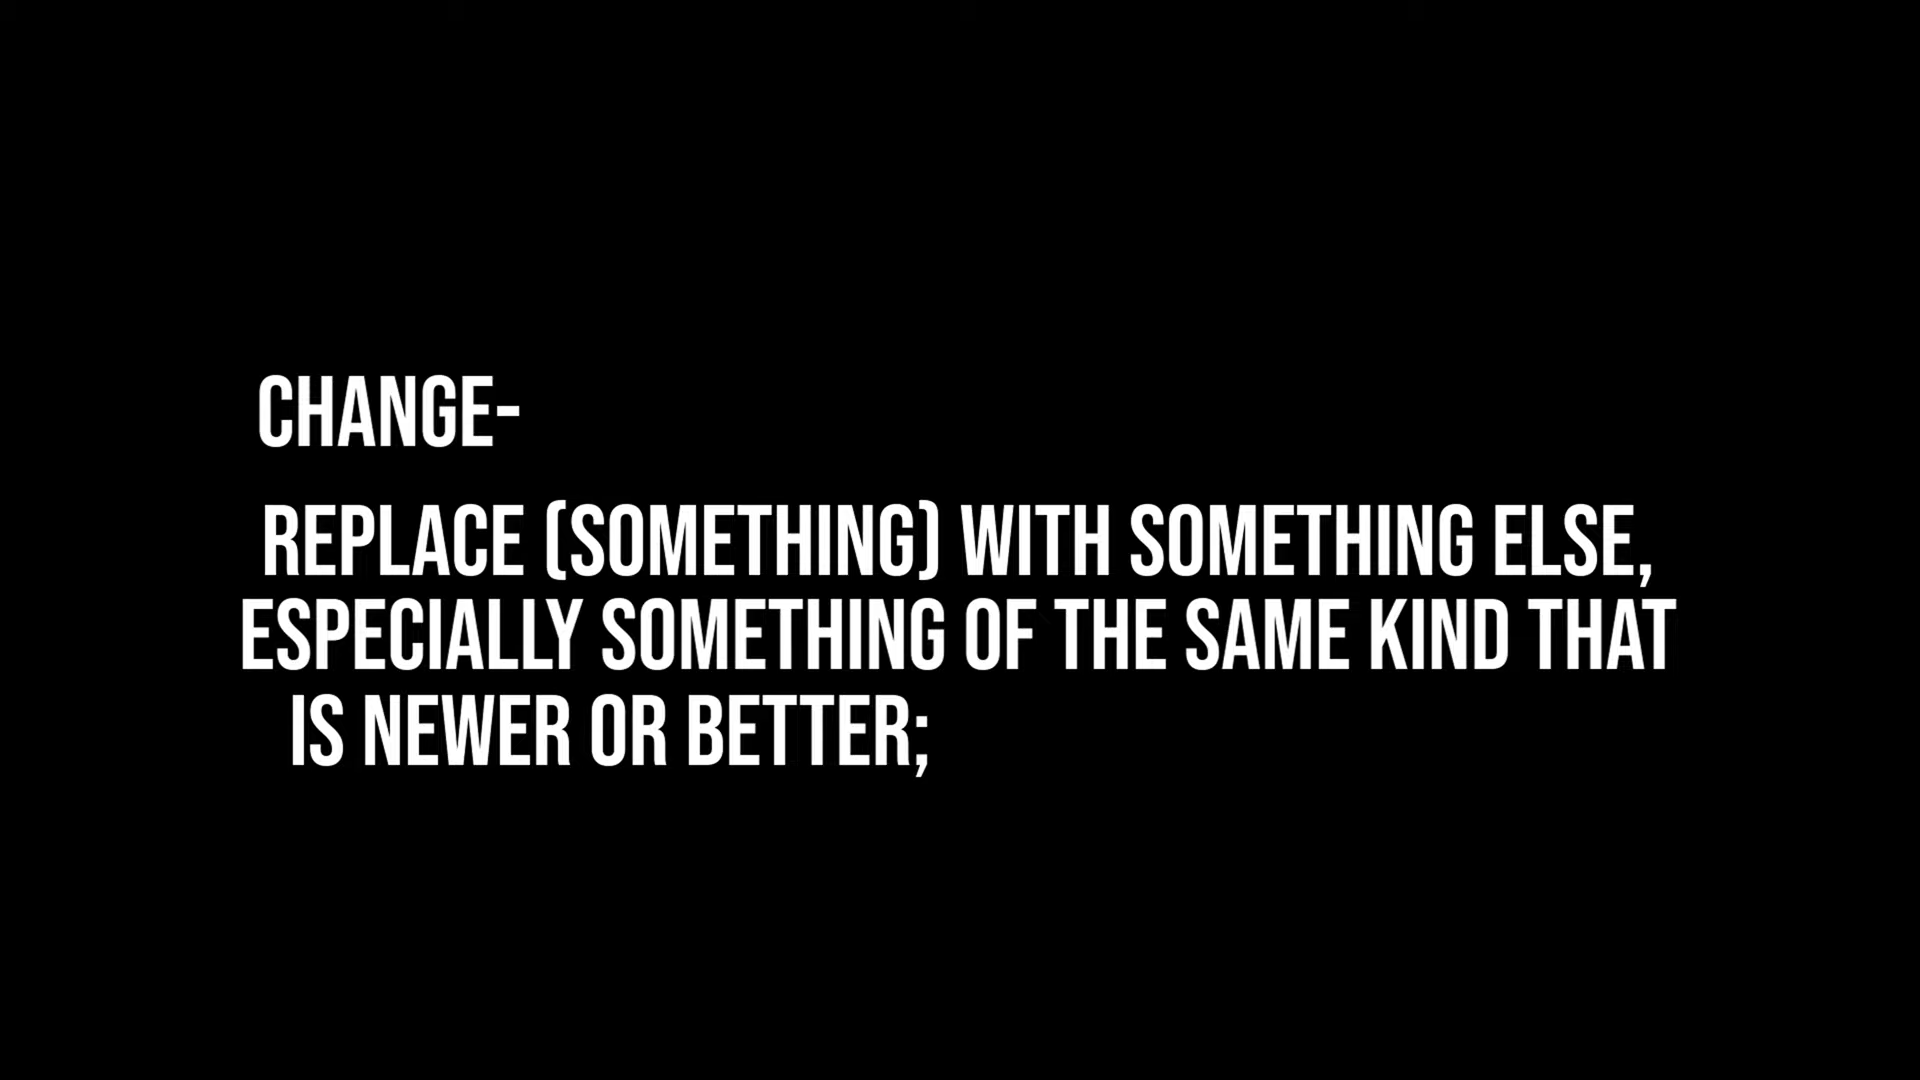 CHANGE-
REPLACE (SOMETHING) WITH SOMETHING ELSE,
ESPECIALLY SOMETHING OF THE SAME KIND THAT
IS NEWER OR BETTER;